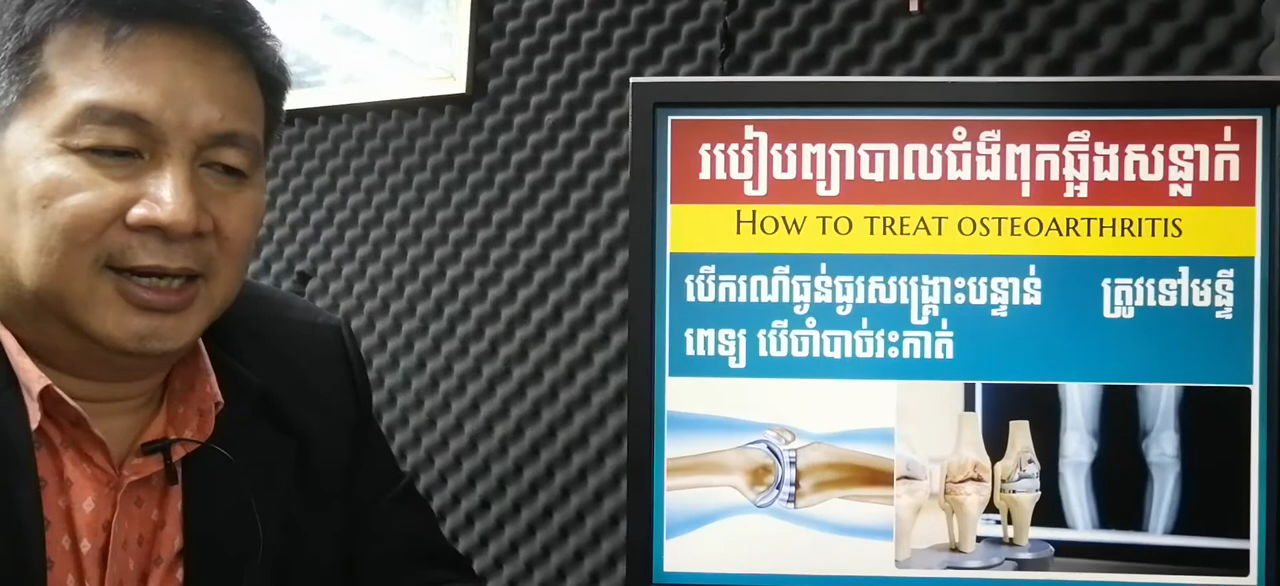 របៀបព្យាបាលជំងឺពុកឆ្អឹងសន្លាក់
HOW TO TREAT OSTEOARTHRITIS
បើករណីធ្ងន់ធ្ងរសង្គ្រោះបន្ទាន់ ត្រូវទៅមន្ទី
ពេទ្យ បើចាំបាច់វះកាត់